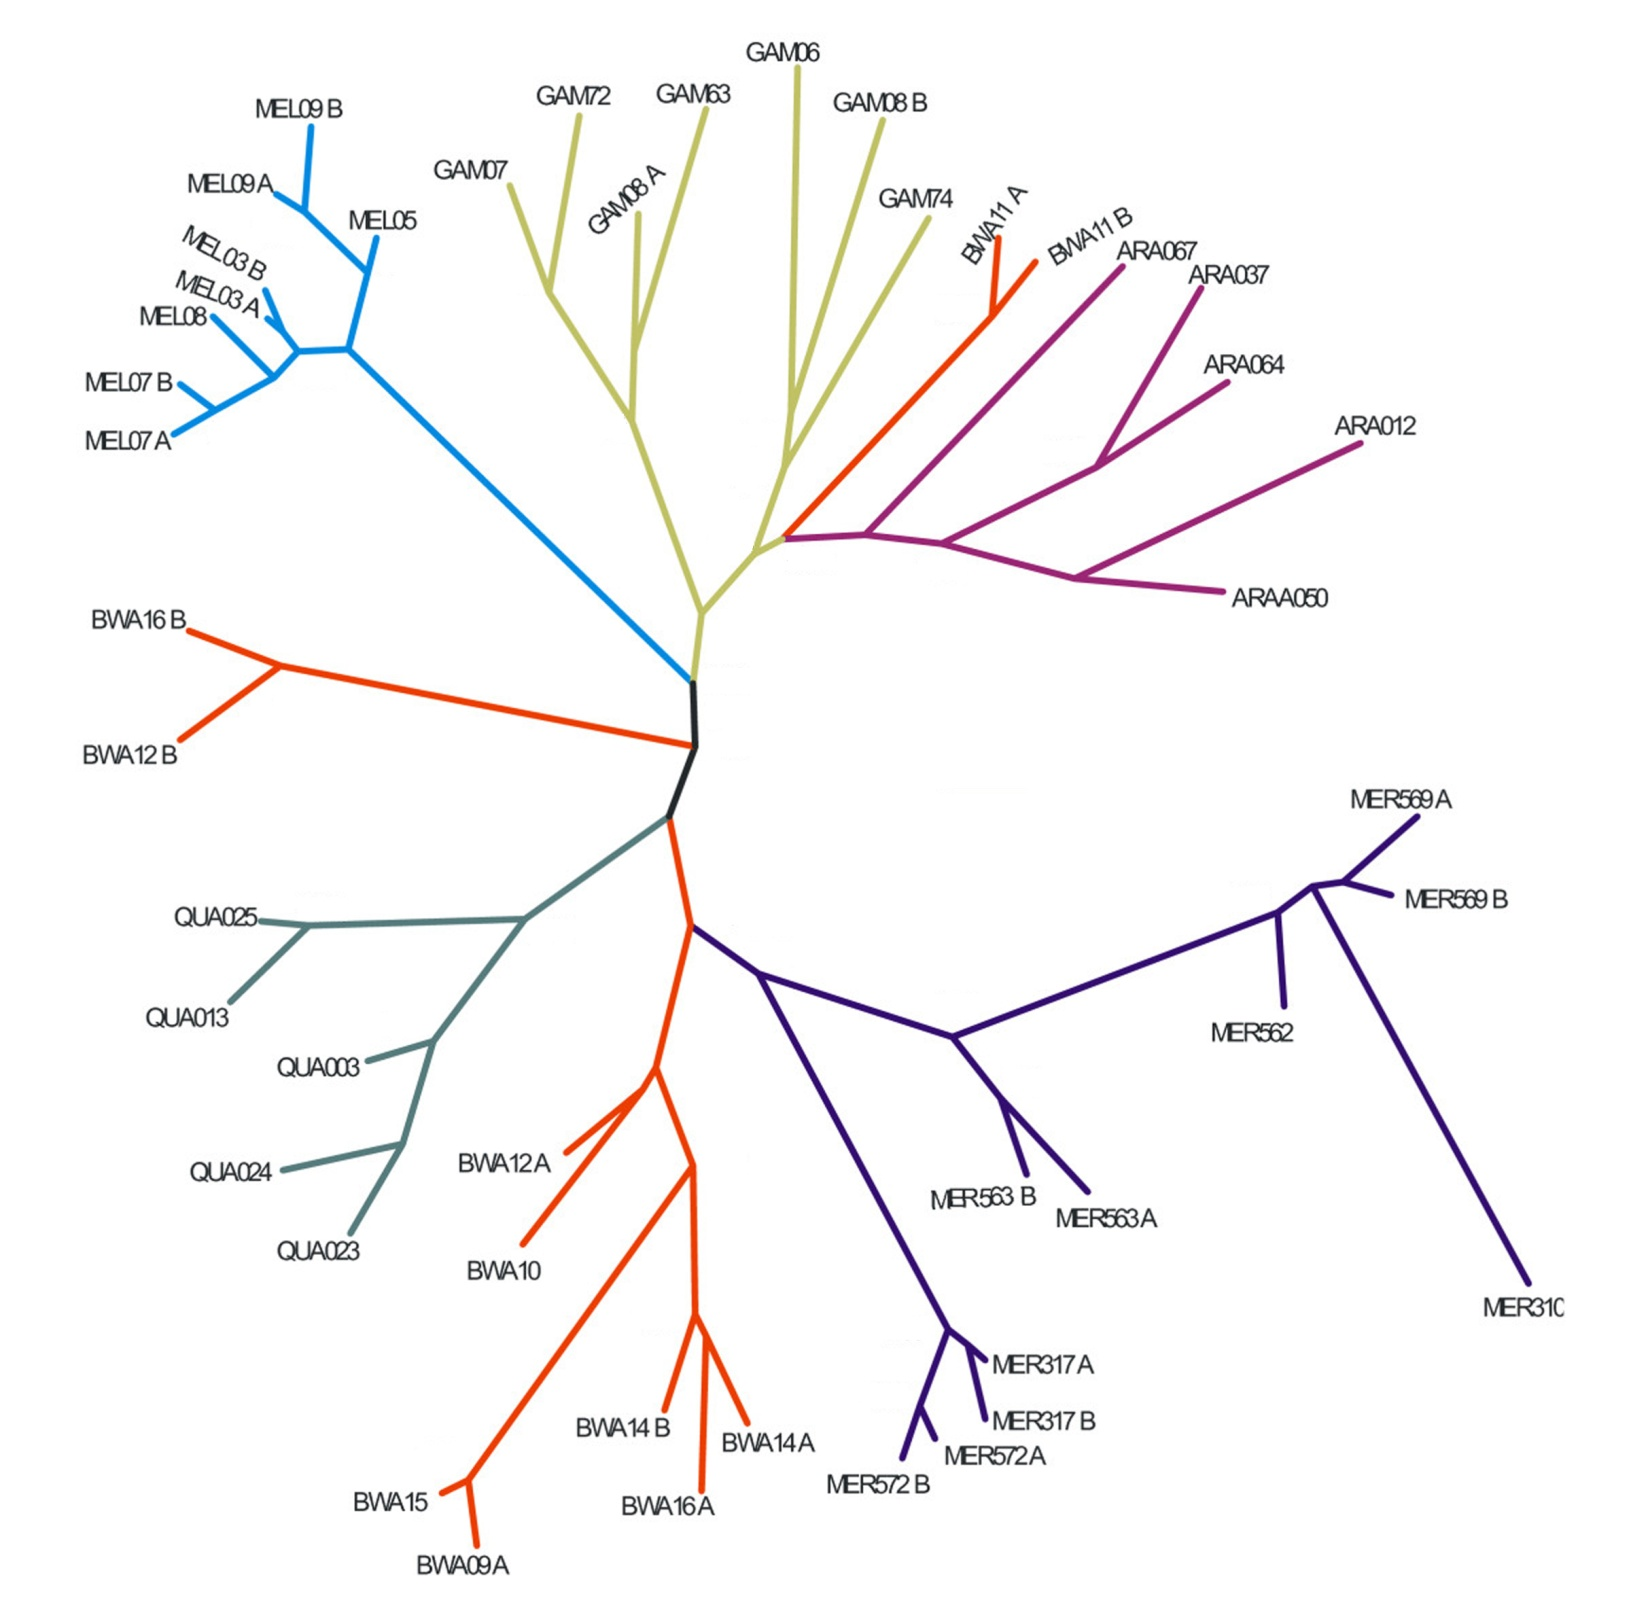 GAM06
GAM72
GAM63
GAM08 B
MEL09 B
GAM07
GAM08 A
MEL09 A
GAM74
MEL05
BWA11 A
BWA11 B
MEL03 B
ARA067
ARA037
MEL03 A
MEL08
ARA064
MEL07 B
ARA012
MEL07 A
ARAA050
BWA16 B
BWA12 B
MER569 A
MER569 B
QUA025
QUA013
MER562
QUA003
BWA12 A
QUA024
MER563 B
MER563 A
QUA023
BWA10
MER310
MER317 A
MER317 B
BWA14 B
BWA14 A
MER572 A
MER572 B
BWA15
BWA16 A
BWA09 A